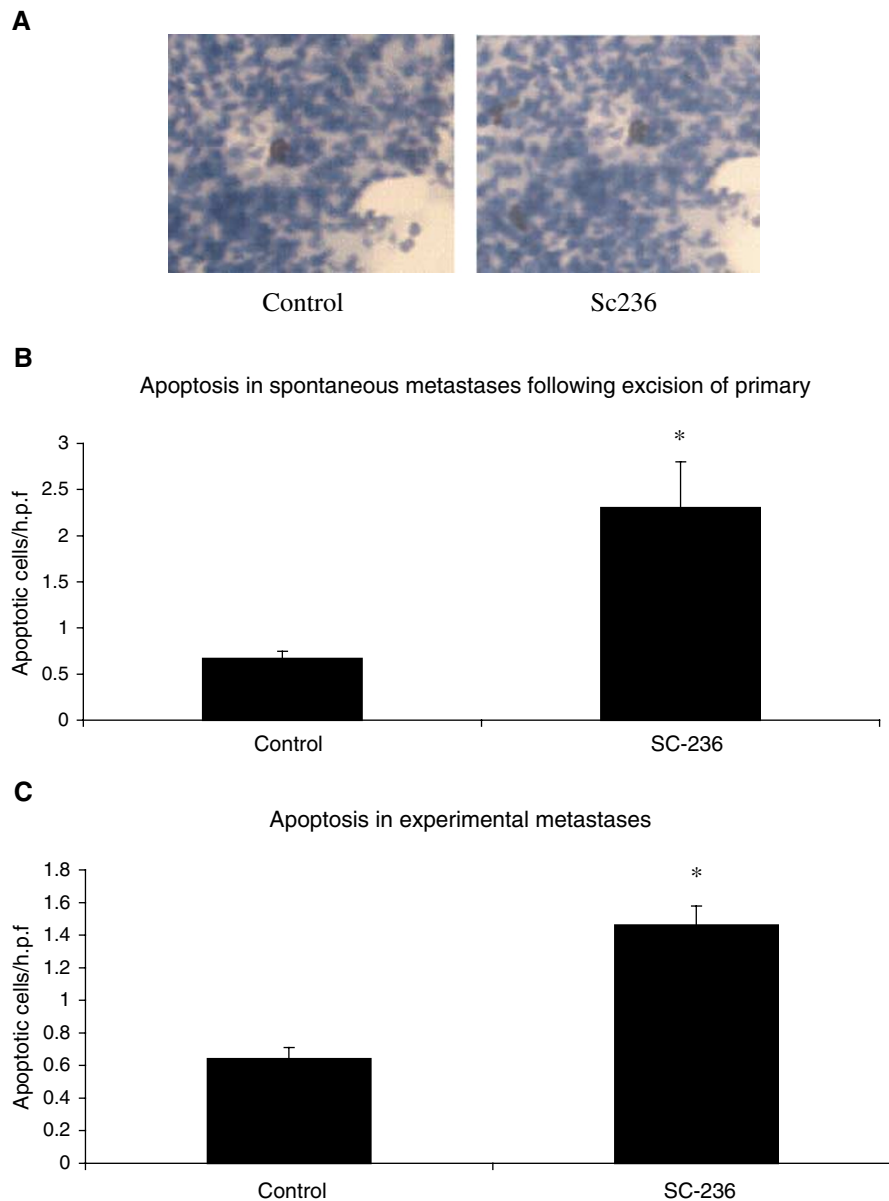 A
Control Sc236
B
Apoptosis in spontaneous metastases following excision of primary
3
2.5
2
1.5
1
0.5
0
Apoptotic cells/h.p.f
*
Control SC-236
C
Apoptosis in experimental metastases
1.8
1.6
1.4
1.2
1
0.8
0.6
0.4
0.2
0
Apoptotic cells/h.p.f
*
Control SC-236